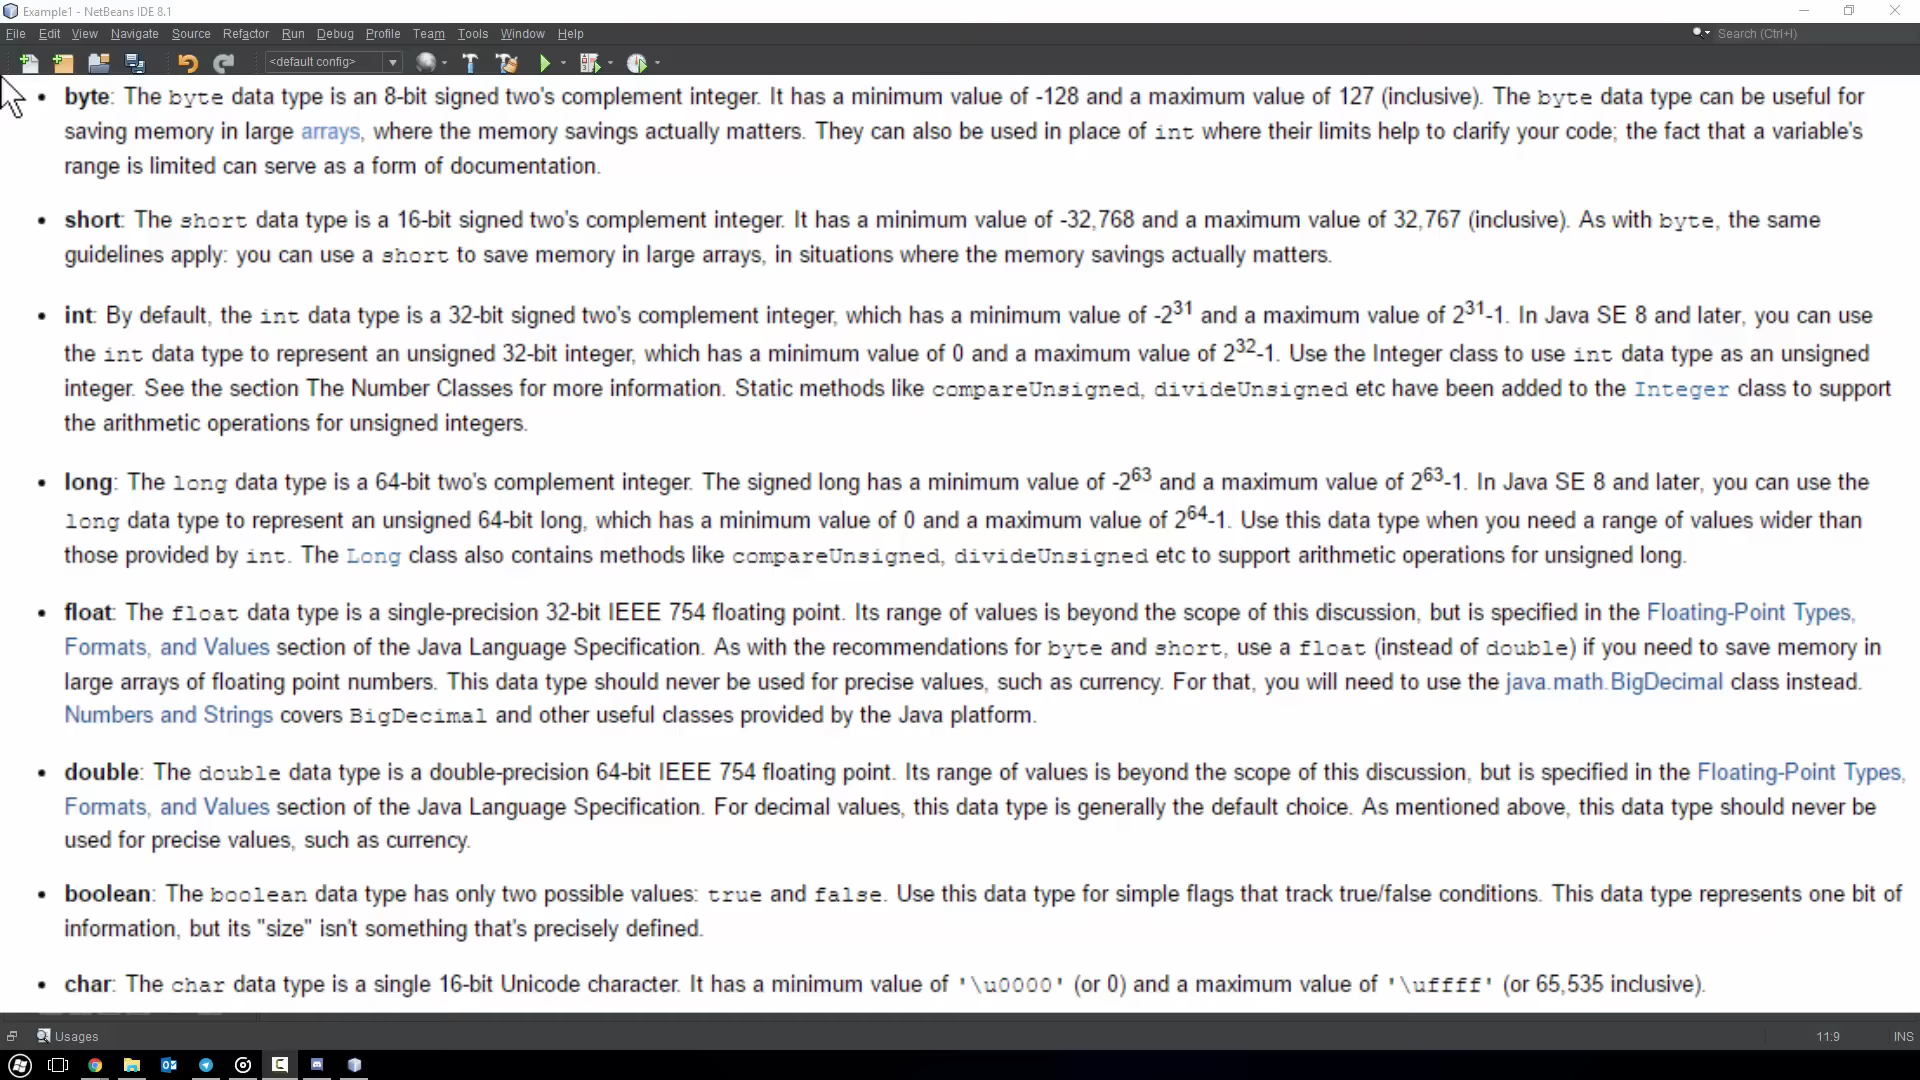 Example1 - NetBeans IDE 8.1
File Edit View Navigate Source Refactor Run Debug Profile Team Tools Window Help Search (Ctrl+I)
<default config>
• byte: The byte data type is an 8-bit signed two's complement integer. It has a minimum value of -128 and a maximum value of 127 (inclusive). The byte data type can be useful for
saving memory in large arrays, where the memory savings actually matters. They can also be used in place of int where their limits help to clarify your code; the fact that a variable's
range is limited can serve as a form of documentation.
• short: The short data type is a 16-bit signed two's complement integer. It has a minimum value of -32,768 and a maximum value of 32,767 (inclusive). As with byte, the same
guidelines apply: you can use a short to save memory in large arrays, in situations where the memory savings actually matters.
• int: By default, the int data type is a 32-bit signed two's complement integer, which has a minimum value of -2³¹ and a maximum value of 2³¹-1. In Java SE 8 and later, you can use
the int data type to represent an unsigned 32-bit integer, which has a minimum value of 0 and a maximum value of 2³²-1. Use the Integer class to use int data type as an unsigned
integer. See the section The Number Classes for more information. Static methods like compareUnsigned, divideUnsigned etc have been added to the Integer class to support
the arithmetic operations for unsigned integers.
• long: The long data type is a 64-bit two's complement integer. The signed long has a minimum value of -2⁶³ and a maximum value of 2⁶³-1. In Java SE 8 and later, you can use the
long data type to represent an unsigned 64-bit long, which has a minimum value of 0 and a maximum value of 2⁶⁴-1. Use this data type when you need a range of values wider than
those provided by int. The Long class also contains methods like compareUnsigned, divideUnsigned etc to support arithmetic operations for unsigned long.
• float: The float data type is a single-precision 32-bit IEEE 754 floating point. Its range of values is beyond the scope of this discussion, but is specified in the Floating-Point Types,
Formats, and Values section of the Java Language Specification. As with the recommendations for byte and short, use a float (instead of double) if you need to save memory in
large arrays of floating point numbers. This data type should never be used for precise values, such as currency. For that, you will need to use the java.math.BigDecimal class instead.
Numbers and Strings covers BigDecimal and other useful classes provided by the Java platform.
• double: The double data type is a double-precision 64-bit IEEE 754 floating point. Its range of values is beyond the scope of this discussion, but is specified in the Floating-Point Types,
Formats, and Values section of the Java Language Specification. For decimal values, this data type is generally the default choice. As mentioned above, this data type should never be
used for precise values, such as currency.
• boolean: The boolean data type has only two possible values: true and false. Use this data type for simple flags that track true/false conditions. This data type represents one bit of
information, but its "size" isn't something that's precisely defined.
• char: The char data type is a single 16-bit Unicode character. It has a minimum value of '\u0000' (or 0) and a maximum value of '\uffff' (or 65,535 inclusive).
Usages 11:9 INS